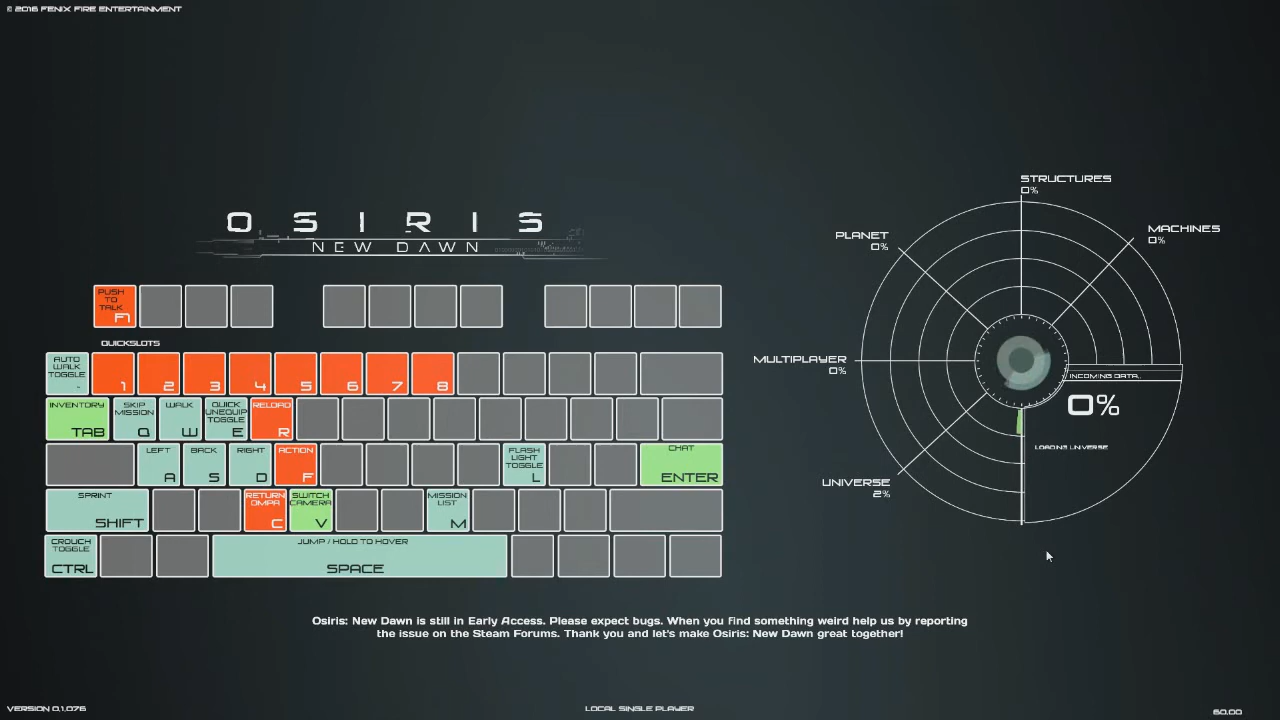 © 2016 FENIX FIRE ENTERTAINMENT
OSIRIS
NEW DAWN
PUSH
TO
TALK
F1
QUICKSLOTS
AUTO
WALK
TOGGLE
1
2
3
4
5
6
7
8
INVENTORY
TAB
SKIP
MISSION
Q
WALK
W
QUICK
UNEQUIP
TOGGLE
E
RELOAD
R
LEFT
A
BACK
S
RIGHT
D
ACTION
F
FLASH
LIGHT
TOGGLE
L
CHAT
ENTER
SPRINT
SHIFT
RETURN
OMPA
C
SWITCH
CAMERA
V
MISSION
LIST
M
CROUCH
TOGGLE
CTRL
JUMP / HOLD TO HOVER
SPACE
STRUCTURES
0%
MACHINES
0%
PLANET
0%
MULTIPLAYER
0%
UNIVERSE
2%
INCOMING DATA..
0%
LOADING UNIVERSE
Osiris: New Dawn is still in Early Access. Please expect bugs. When you find something weird help us by reporting
the issue on the Steam Forums. Thank you and let's make Osiris: New Dawn great together!
VERSION 0.1.076
LOCAL SINGLE PLAYER
60.00